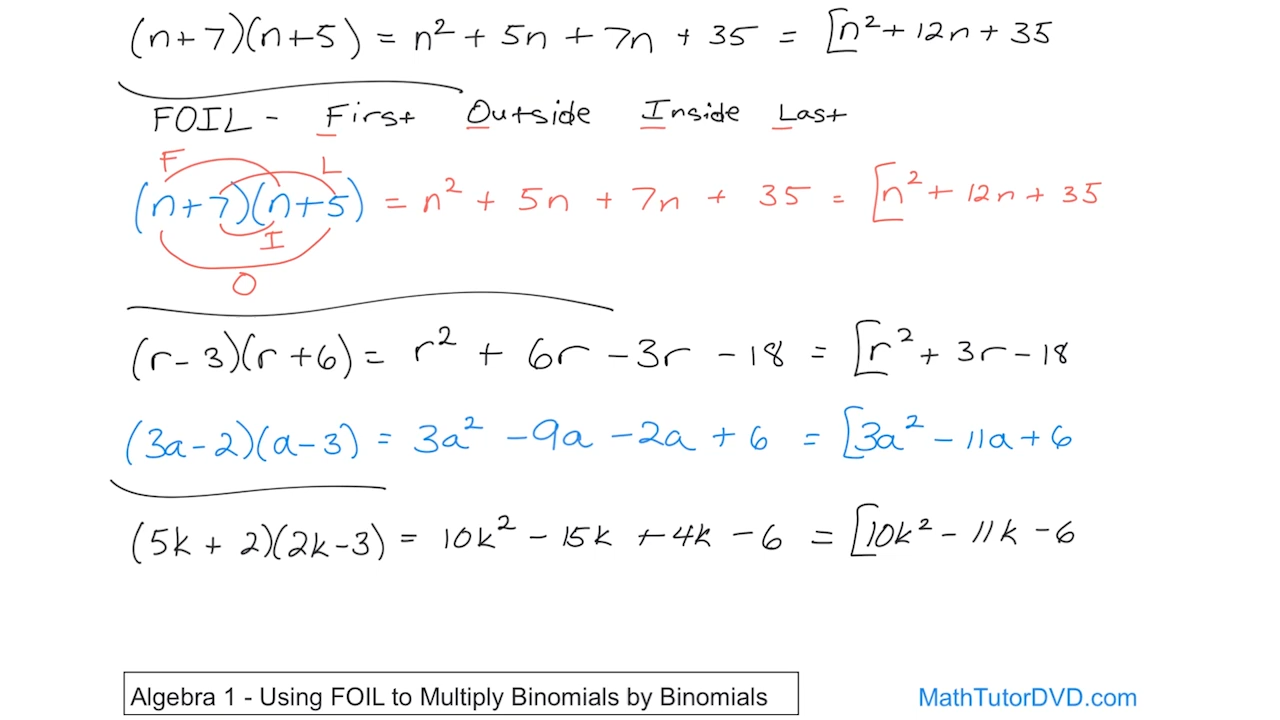 (n+7)(n+5) = n² + 5n + 7n + 35 = [n² + 12n + 35
FOIL - First Outside Inside Last
F L
(n+7)(n+5) = n² + 5n + 7n + 35 = [n² + 12n + 35
I
O
(r-3)(r+6) = r² + 6r - 3r - 18 = [r² + 3r - 18
(3a-2)(a-3) = 3a² - 9a - 2a + 6 = [3a² - 11a + 6
(5k + 2)(2k-3) = 10k² - 15k + 4k - 6 = [10k² - 11k - 6
Algebra 1 - Using FOIL to Multiply Binomials by Binomials MathTutorDVD.com